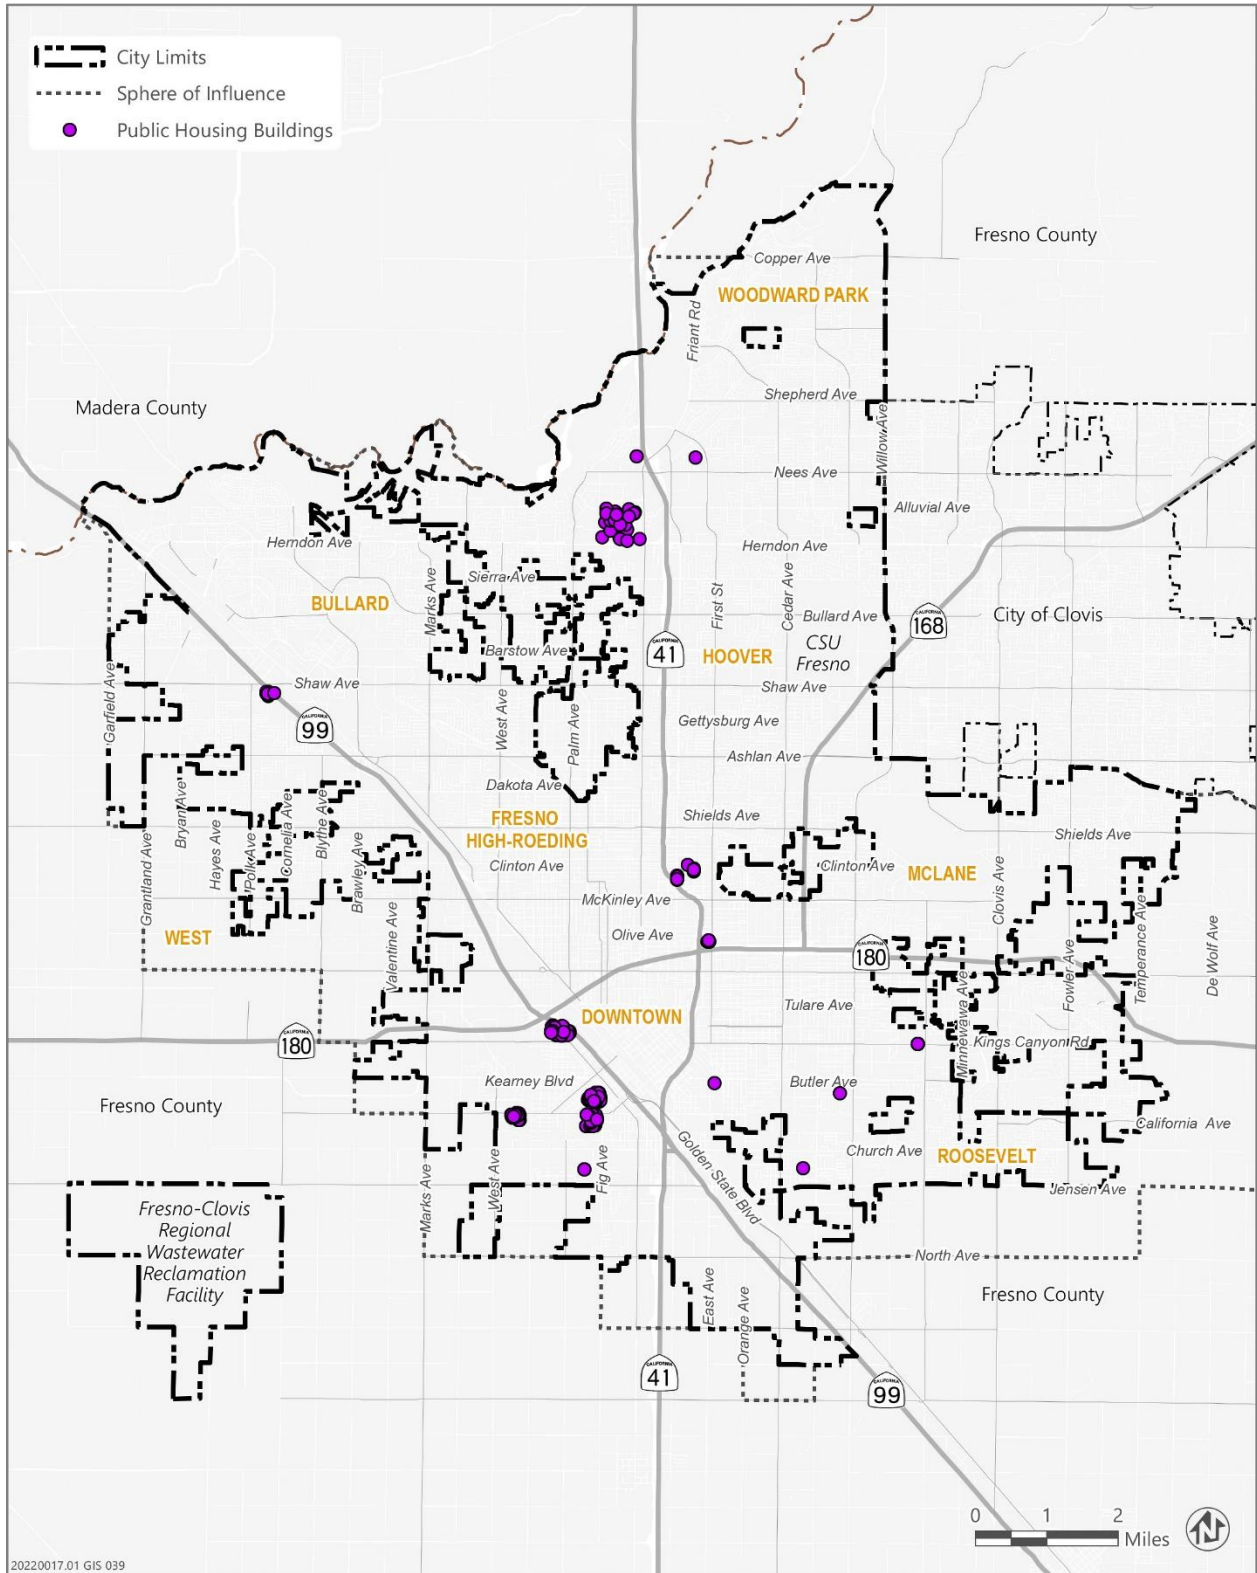 City Limits
Sphere of Influence
Public Housing Buildings
Fresno County
Copper Ave
WOODWARD PARK
Friant Rd
Shepherd Ave
Madera County
Willow Ave
Nees Ave
Alluvial Ave
Herndon Ave
Herndon Ave
Sierra Ave
Marks Ave
First St
Cedar Ave
BULLARD
Bullard Ave
CALIFORNIA
168
City of Clovis
CALIFORNIA
41
Barstow Ave
HOOVER
CSU
Fresno
Garfield Ave
Shaw Ave
Shaw Ave
West Ave
Palm Ave
Gettysburg Ave
CALIFORNIA
99
Ashlan Ave
Dakota Ave
Bryan Ave
Hayes Ave
Polk Ave
Cornelia Ave
Blythe Ave
FRESNO
HIGH-ROEDING
Shields Ave
Shields Ave
Grantland Ave
Brawley Ave
Clinton Ave
Clinton Ave
MCLANE
Clovis Ave
McKinley Ave
WEST
Valentine Ave
Olive Ave
CALIFORNIA
180
Minnewawa Ave
Fowler Ave
Temperance Ave
De Wolf Ave
Tulare Ave
DOWNTOWN
CALIFORNIA
180
Kings Canyon Rd
Kearney Blvd
Butler Ave
Fresno County
California Ave
Church Ave
ROOSEVELT
Marks Ave
West Ave
Fig Ave
Golden State Blvd
Jensen Ave
Fresno-Clovis
Regional
Wastewater
Reclamation
Facility
North Ave
East Ave
Orange Ave
Fresno County
CALIFORNIA
41
CALIFORNIA
99
0 1 2
Miles
N
20220017.01 GIS 039